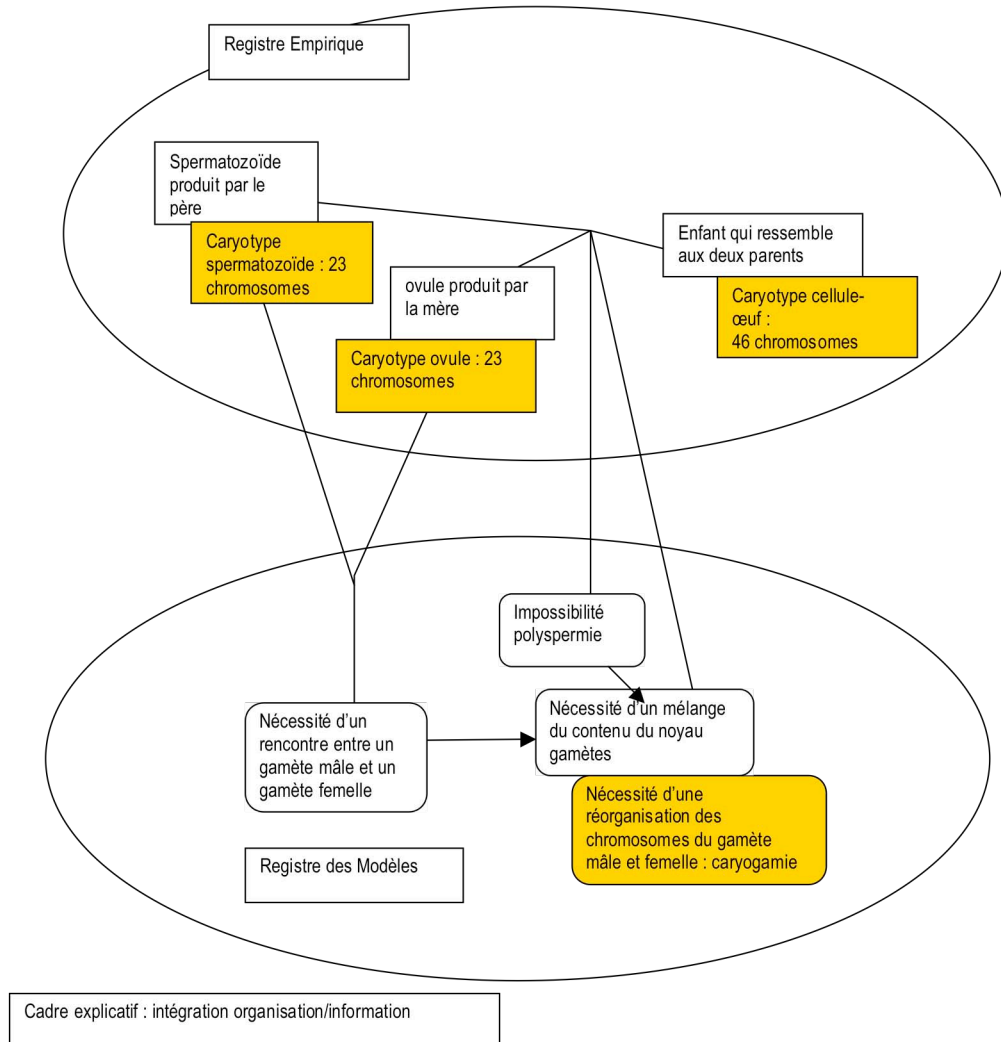 Registre Empirique
Spermatozoïde
produit par le
père
Caryotype
spermatozoïde : 23
chromosomes
ovule produit par
la mère
Caryotype ovule : 23
chromosomes
Enfant qui ressemble
aux deux parents
Caryotype cellule-
œuf :
46 chromosomes
Impossibilité
polyspermie
Nécessité d'un
rencontre entre un
gamète mâle et un
gamète femelle
Nécessité d'un mélange
du contenu du noyau
gamètes
Nécessité d'une
réorganisation des
chromosomes du gamète
mâle et femelle : caryogamie
Registre des Modèles
Cadre explicatif : intégration organisation/information